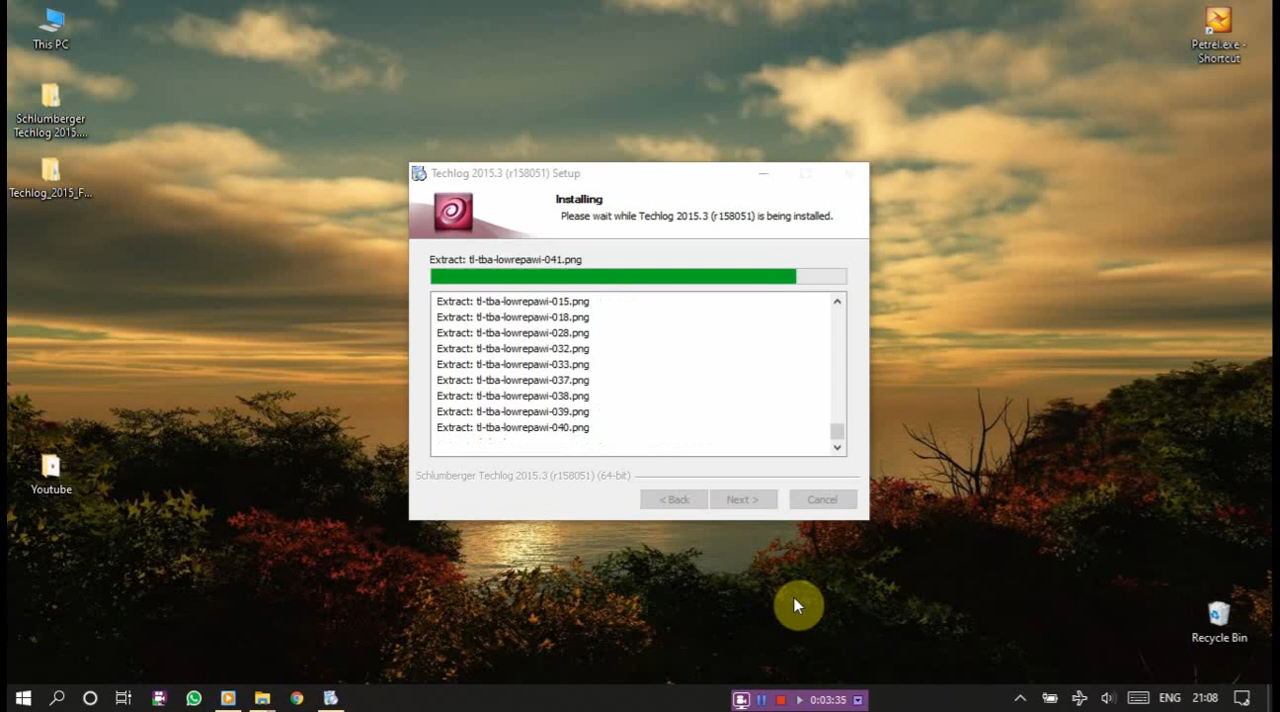 This PC
Schlumberger
Techlog 2015....
Techlog_2015_F...
Youtube
Petrel.exe -
Shortcut
Techlog 2015.3 (r158051) Setup
Installing
Please wait while Techlog 2015.3 (r158051) is being installed.
Extract: tl-tba-lowrepawi-041.png
Extract: tl-tba-lowrepawi-015.png
Extract: tl-tba-lowrepawi-018.png
Extract: tl-tba-lowrepawi-028.png
Extract: tl-tba-lowrepawi-032.png
Extract: tl-tba-lowrepawi-033.png
Extract: tl-tba-lowrepawi-037.png
Extract: tl-tba-lowrepawi-038.png
Extract: tl-tba-lowrepawi-039.png
Extract: tl-tba-lowrepawi-040.png
Schlumberger Techlog 2015.3 (r158051) (64-bit)
< Back
Next >
Cancel
Recycle Bin
0:03:35
ENG
21:08